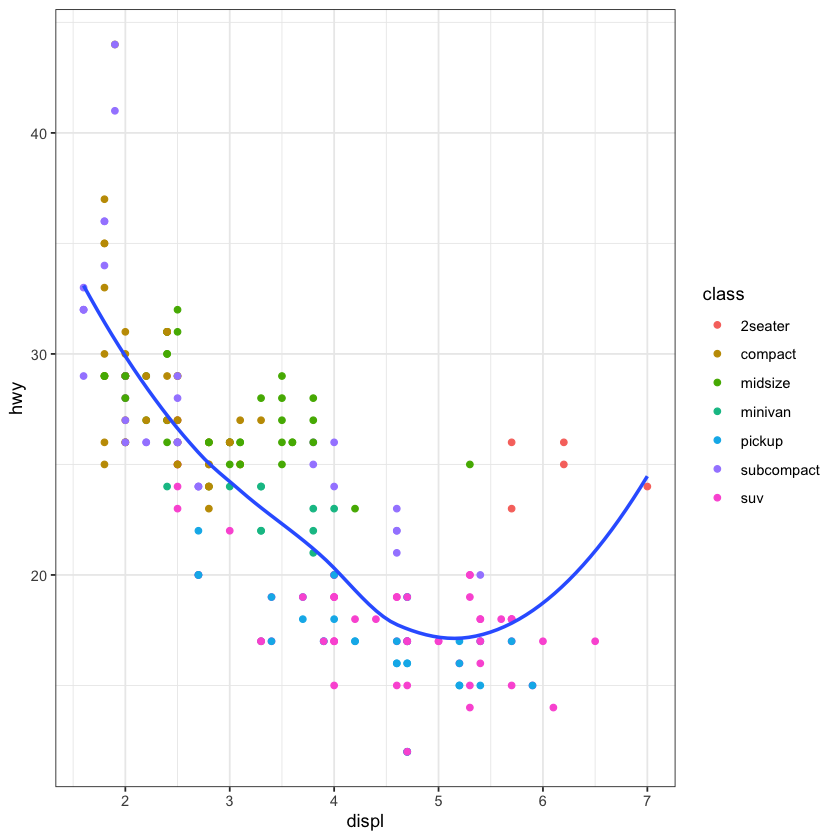 40
30
20
hwy
2 3 4 5 6 7
displ
class
2seater
compact
midsize
minivan
pickup
subcompact
suv